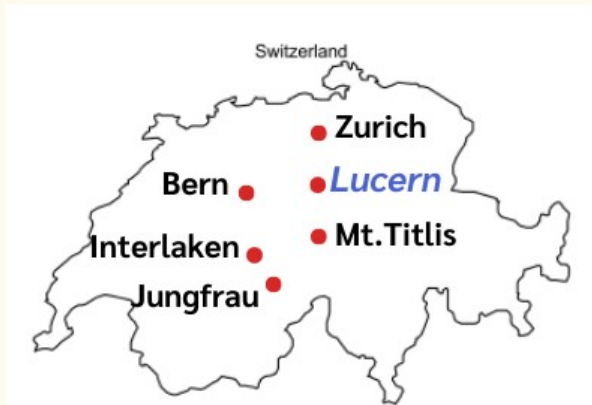 Switzerland
Zurich
Bern
Lucern
Interlaken
Mt.Titlis
Jungfrau